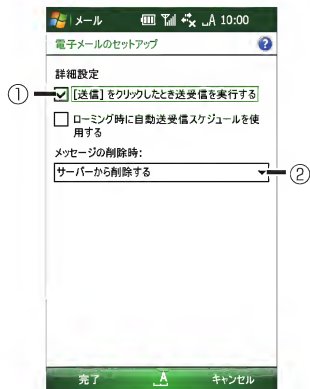 メール 10:00
電子メールのセットアップ
詳細設定
① [送信]をクリックしたとき送受信を実行する
ローミング時に自動送受信スケジュールを使
用する
メッセージの削除時:
サーバーから削除する ②
完了 A キャンセル